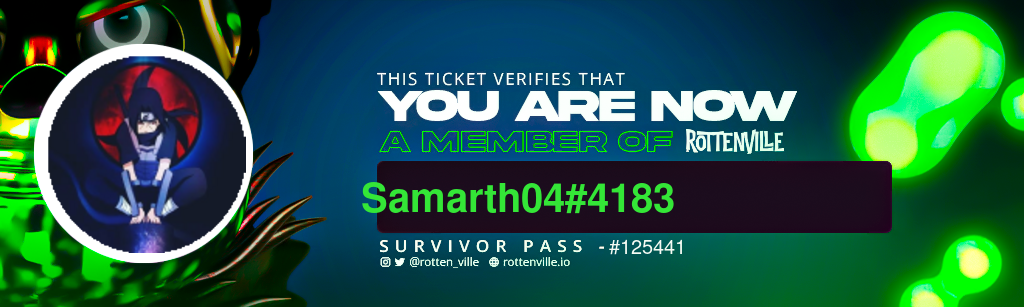 THIS TICKET VERIFIES THAT
YOU ARE NOW
A MEMBER OF ROTTENVILLE
Samarth04#4183
SURVIVOR PASS - #125441
@rotten_ville rottenville.io